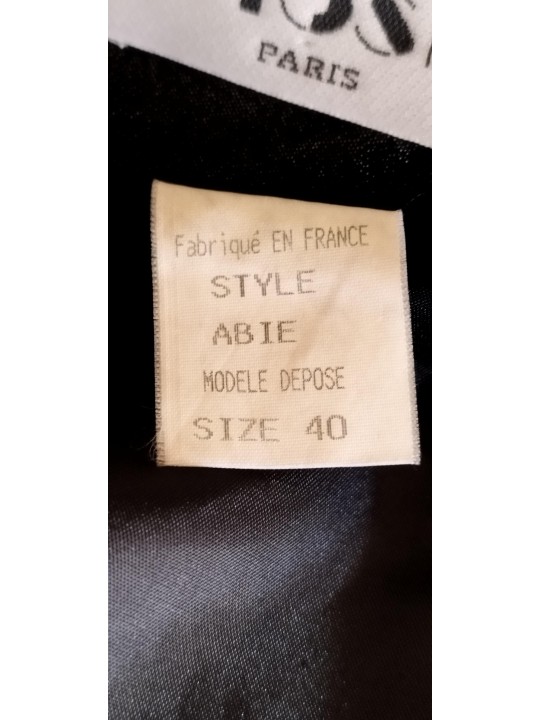 PARIS
Fabriqué EN FRANCE
STYLE
ABIE
MODELE DEPOSE
SIZE 40